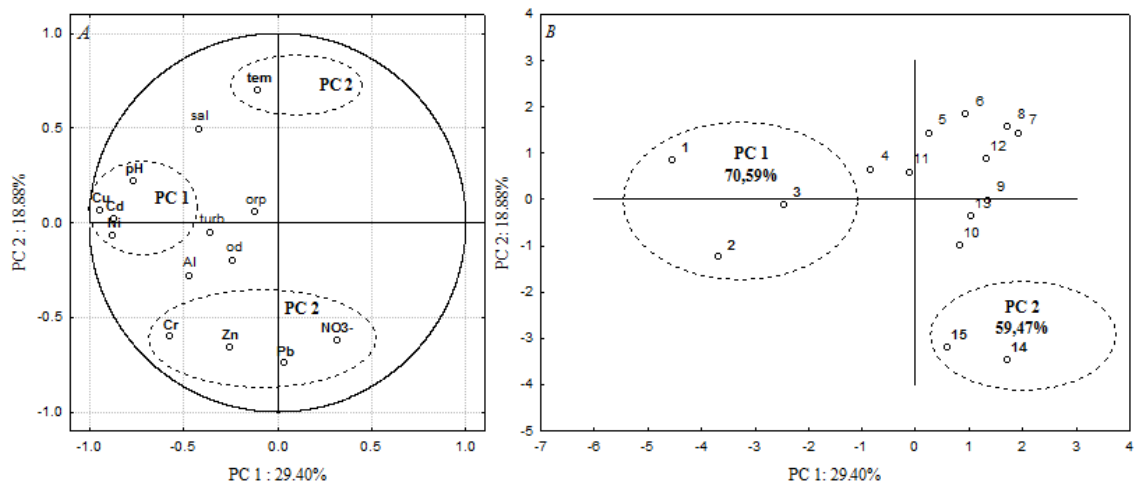 A
1.0
0.5
0.0
-0.5
-1.0
PC 2 : 18.88%
tem
PC 2
sal
pH
Cu
Cd
Ni
PC 1
orp
turb
od
Al
PC 2
Cr
Zn
Pb
NO3-
-1.0
-0.5
0.0
0.5
1.0
PC 1 : 29.40%
B
4
3
2
1
0
-1
-2
-3
-4
-5
PC 2: 18.88%
1
PC 1
70,59%
3
2
4
11
5
6
8
7
12
9
13
10
PC 2
59,47%
15
14
-7
-6
-5
-4
-3
-2
-1
0
1
2
3
4
PC 1: 29.40%